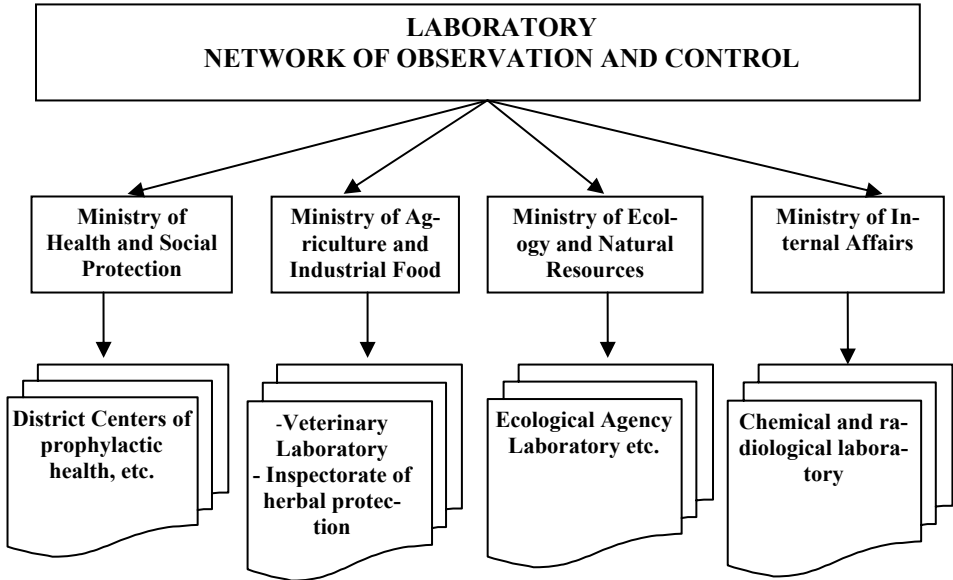 LABORATORY
NETWORK OF OBSERVATION AND CONTROL
Ministry of
Health and Social
Protection
Ministry of Ag-
riculture and
Industrial Food
Ministry of Ecol-
ogy and Natural
Resources
Ministry of In-
ternal Affairs
District Centers of
prophylactic
health, etc.
-Veterinary
Laboratory
- Inspectorate of
herbal protec-
tion
Ecological Agency
Laboratory etc.
Chemical and ra-
diological labora-
tory